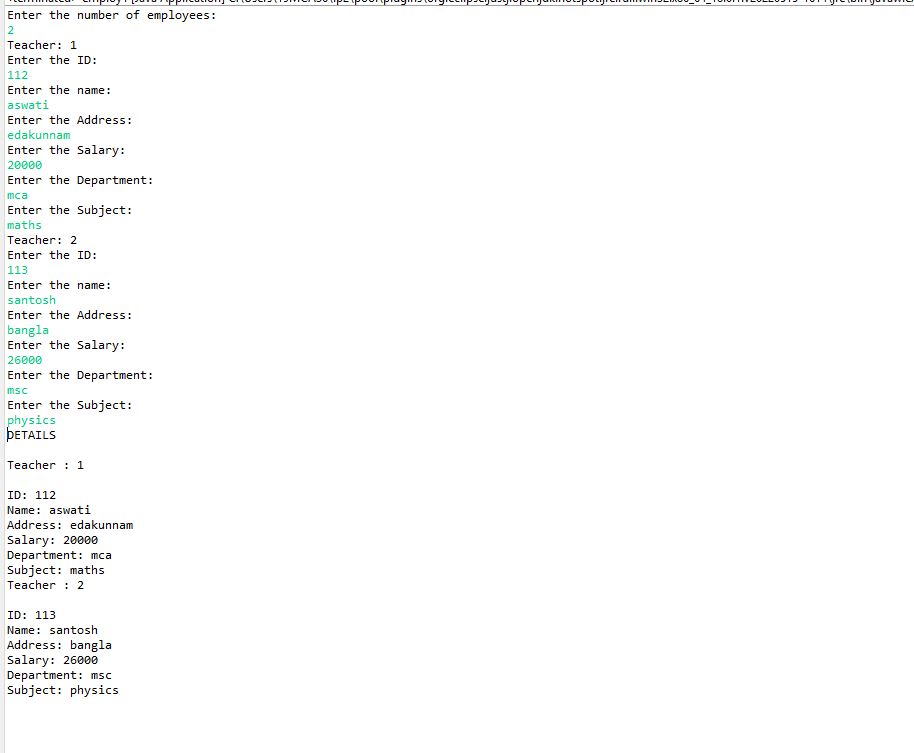 Enter the number of employees:
2
Teacher: 1
Enter the ID:
112
Enter the name:
aswati
Enter the Address:
edakunnam
Enter the Salary:
20000
Enter the Department:
mca
Enter the Subject:
maths
Teacher: 2
Enter the ID:
113
Enter the name:
santosh
Enter the Address:
bangla
Enter the Salary:
26000
Enter the Department:
msc
Enter the Subject:
physics
DETAILS
Teacher : 1
ID: 112
Name: aswati
Address: edakunnam
Salary: 20000
Department: mca
Subject: maths
Teacher : 2
ID: 113
Name: santosh
Address: bangla
Salary: 26000
Department: msc
Subject: physics